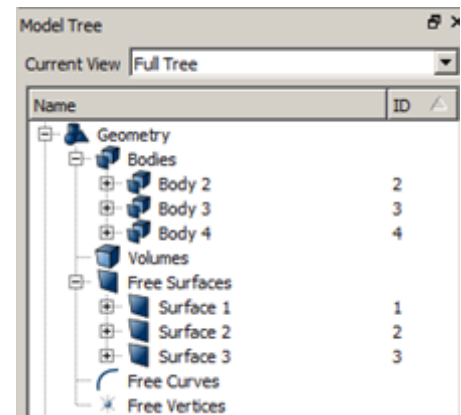 Model Tree
Current View Full Tree
Name ID
Geometry
Bodies
Body 2 2
Body 3 3
Body 4 4
Volumes
Free Surfaces
Surface 1 1
Surface 2 2
Surface 3 3
Free Curves
Free Vertices